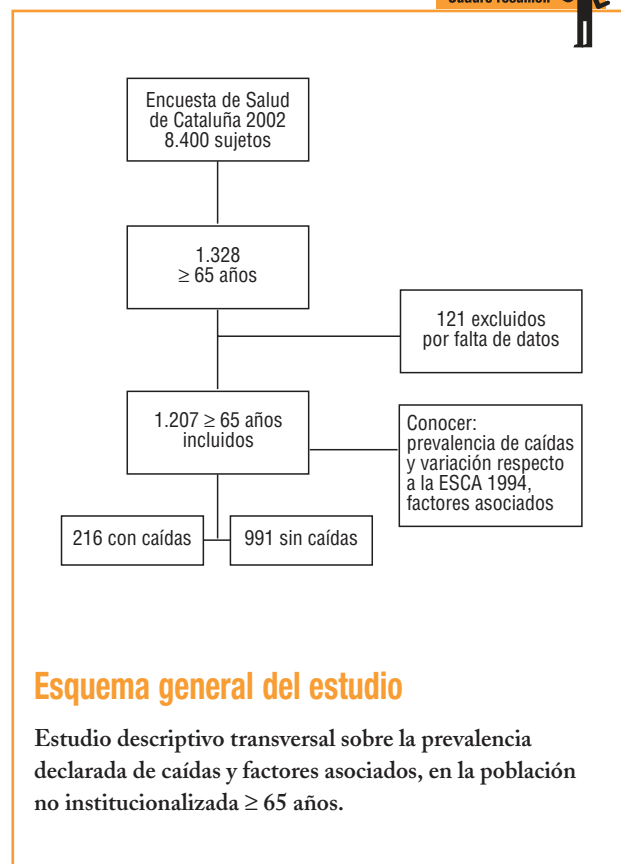 Cuadro resumen
Encuesta de Salud
de Cataluña 2002
8.400 sujetos
1.328
≥ 65 años
121 excluidos
por falta de datos
1.207 ≥ 65 años
incluidos
Conocer:
prevalencia de caídas
y variación respecto
a la ESCA 1994,
factores asociados
216 con caídas
991 sin caídas
Esquema general del estudio
Estudio descriptivo transversal sobre la prevalencia
declarada de caídas y factores asociados, en la población
no institucionalizada ≥ 65 años.